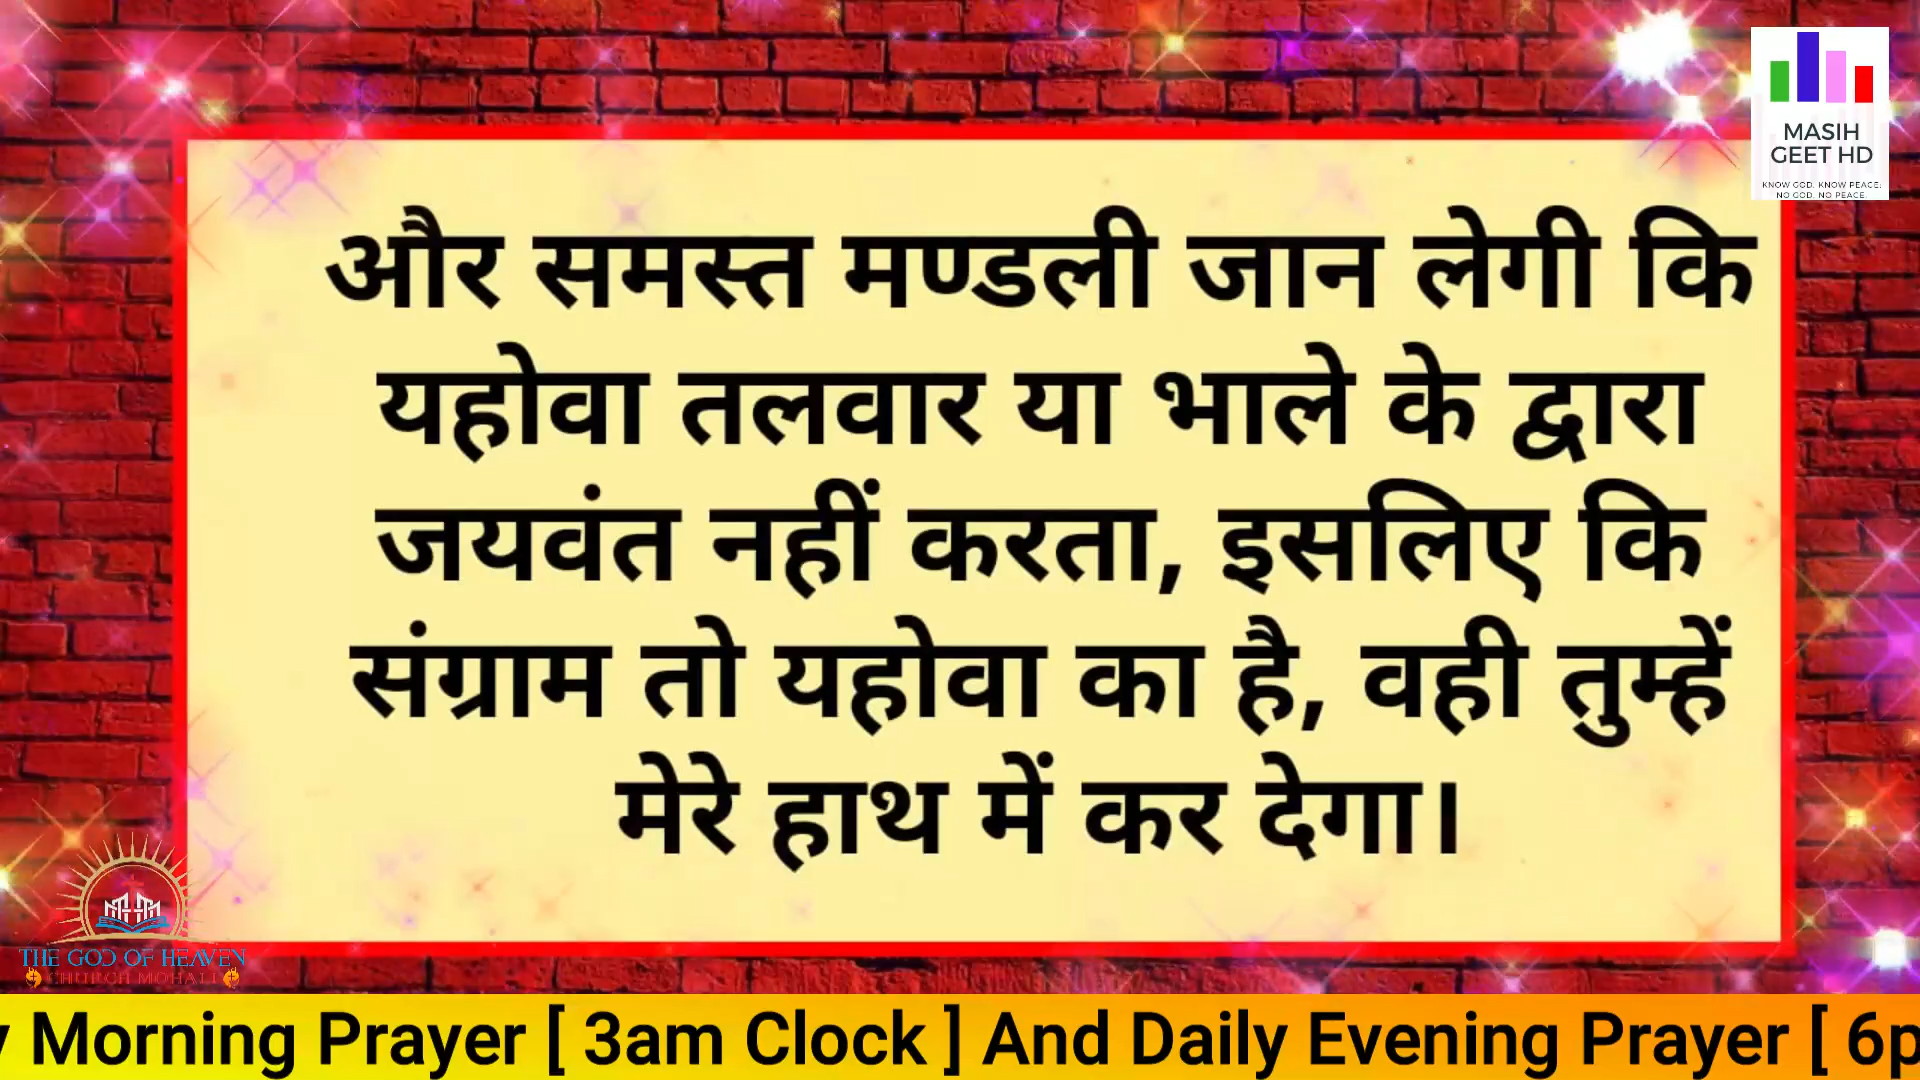 MASIH
GEET HD
KNOW GOD. KNOW PEACE.
NO GOD. NO PEACE.
और समस्त मण्डली जान लेगी कि
यहोवा तलवार या भाले के द्वारा
जयवंत नहीं करता, इसलिए कि
संग्राम तो यहोवा का है, वही तुम्हें
मेरे हाथ में कर देगा।
THE GOD OF HEAVEN
CHURCH MOHALI
Morning Prayer [ 3am Clock ] And Daily Evening Prayer [ 6p